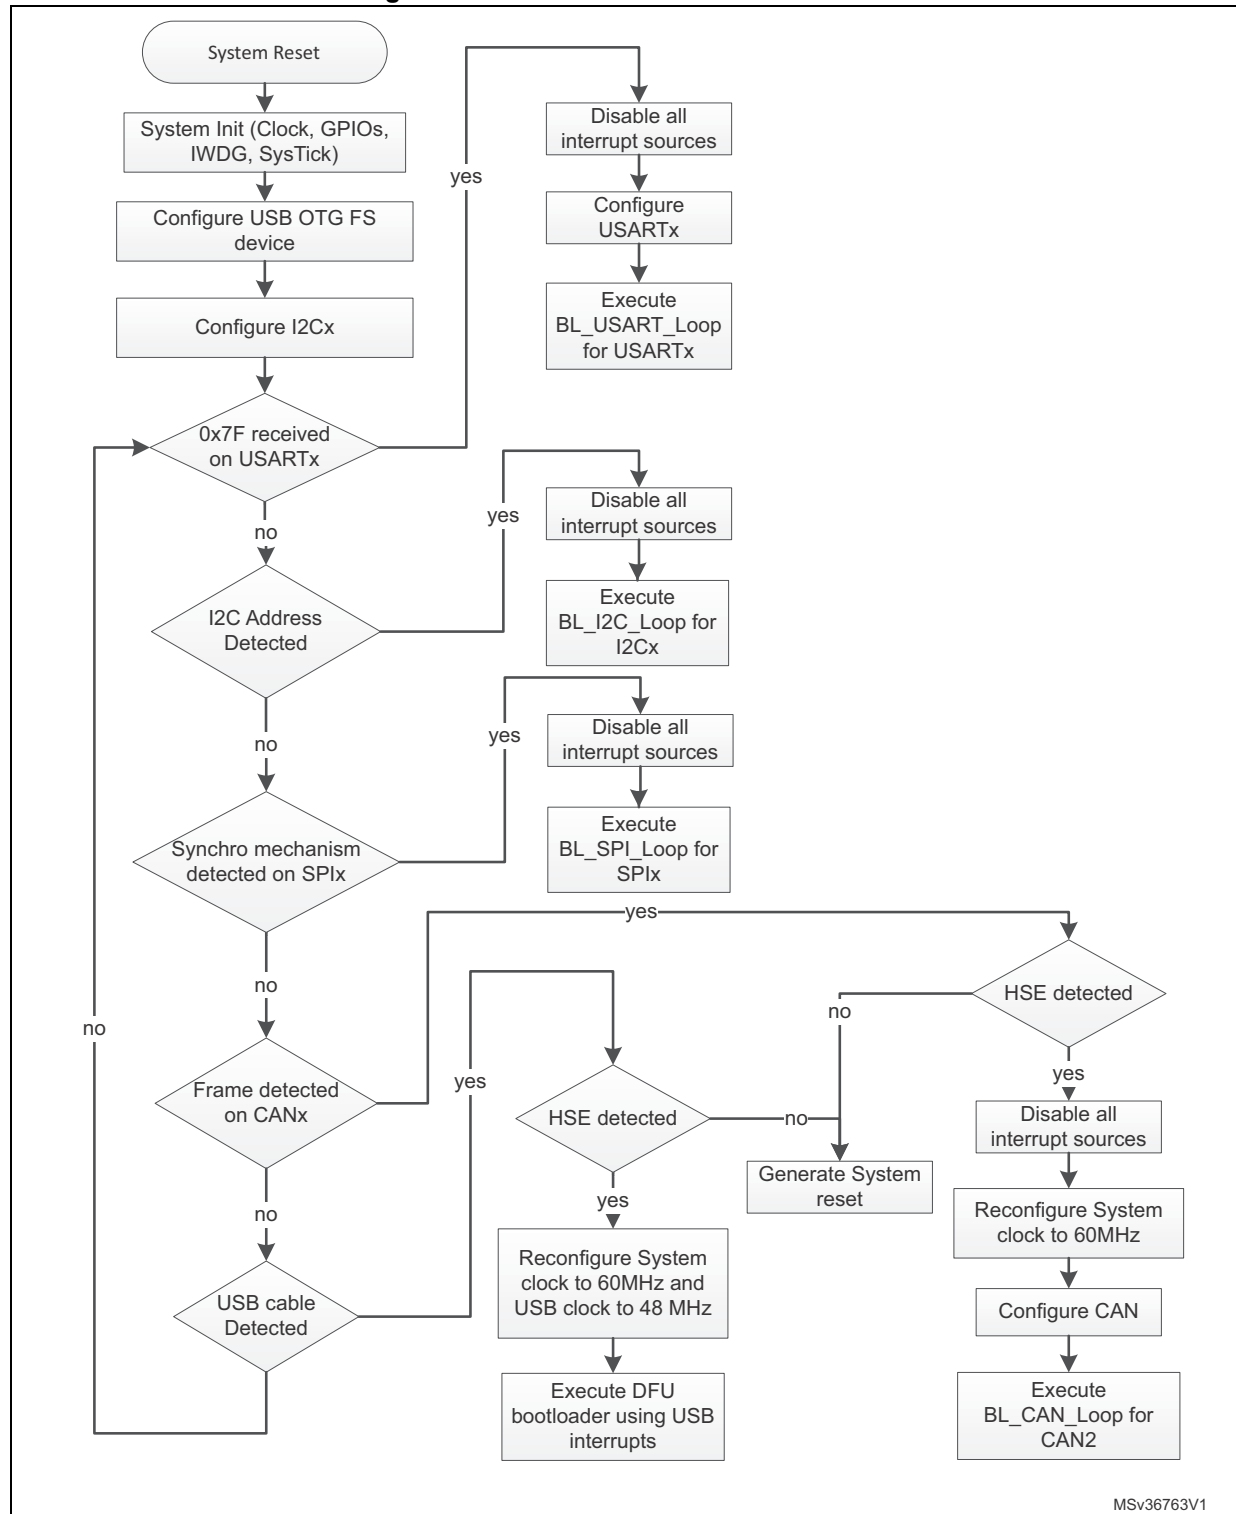 System Reset
System Init (Clock, GPIOs,
IWDG, SysTick)
Configure USB OTG FS
device
Configure I2Cx
0x7F received
on USARTx
yes
Disable all
interrupt sources
Configure
USARTx
Execute
BL_USART_Loop
for USARTx
no
I2C Address
Detected
yes
Disable all
interrupt sources
Execute
BL_I2C_Loop for
I2Cx
no
Synchro mechanism
detected on SPIx
yes
Disable all
interrupt sources
Execute
BL_SPI_Loop for
SPIx
no
Frame detected
on CANx
yes
HSE detected
no
yes
Disable all
interrupt sources
Reconfigure System
clock to 60MHz
Configure CAN
Execute
BL_CAN_Loop for
CAN2
no
USB cable
Detected
no
yes
HSE detected
no
Generate System
reset
yes
Reconfigure System
clock to 60MHz and
USB clock to 48 MHz
Execute DFU
bootloader using USB
interrupts
MSv36763V1